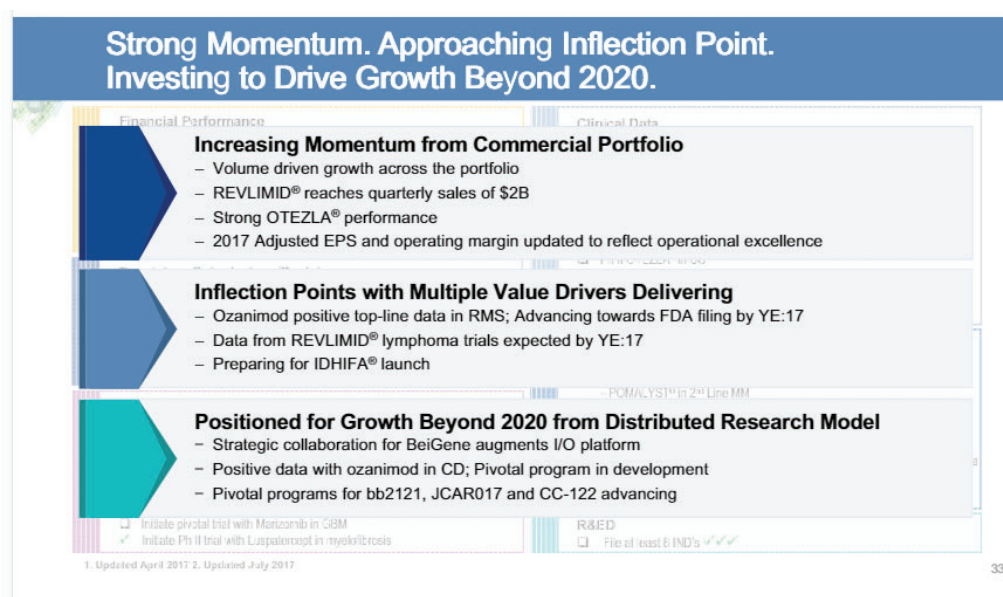 Strong Momentum. Approaching Inflection Point.
Investing to Drive Growth Beyond 2020.
Financial Performance
Clinical Data
Increasing Momentum from Commercial Portfolio
– Volume driven growth across the portfolio
– REVLIMID® reaches quarterly sales of $2B
– Strong OTEZLA® performance
– 2017 Adjusted EPS and operating margin updated to reflect operational excellence
Inflection Points with Multiple Value Drivers Delivering
– Ozanimod positive top-line data in RMS; Advancing towards FDA filing by YE:17
– Data from REVLIMID® lymphoma trials expected by YE:17
– Preparing for IDHIFA® launch
– POMALYST® in 2nd Line MM
Positioned for Growth Beyond 2020 from Distributed Research Model
– Strategic collaboration for BeiGene augments I/O platform
– Positive data with ozanimod in CD; Pivotal program in development
– Pivotal programs for bb2121, JCAR017 and CC-122 advancing
❑ Initiate pivotal trial with Marizomib in GBM
✓ Initiate Ph II trial with Luspatercept in myelofibrosis
R&ED
❑ File at least 6 IND's ✓✓✓
1. Updated April 2017 2. Updated July 2017
33